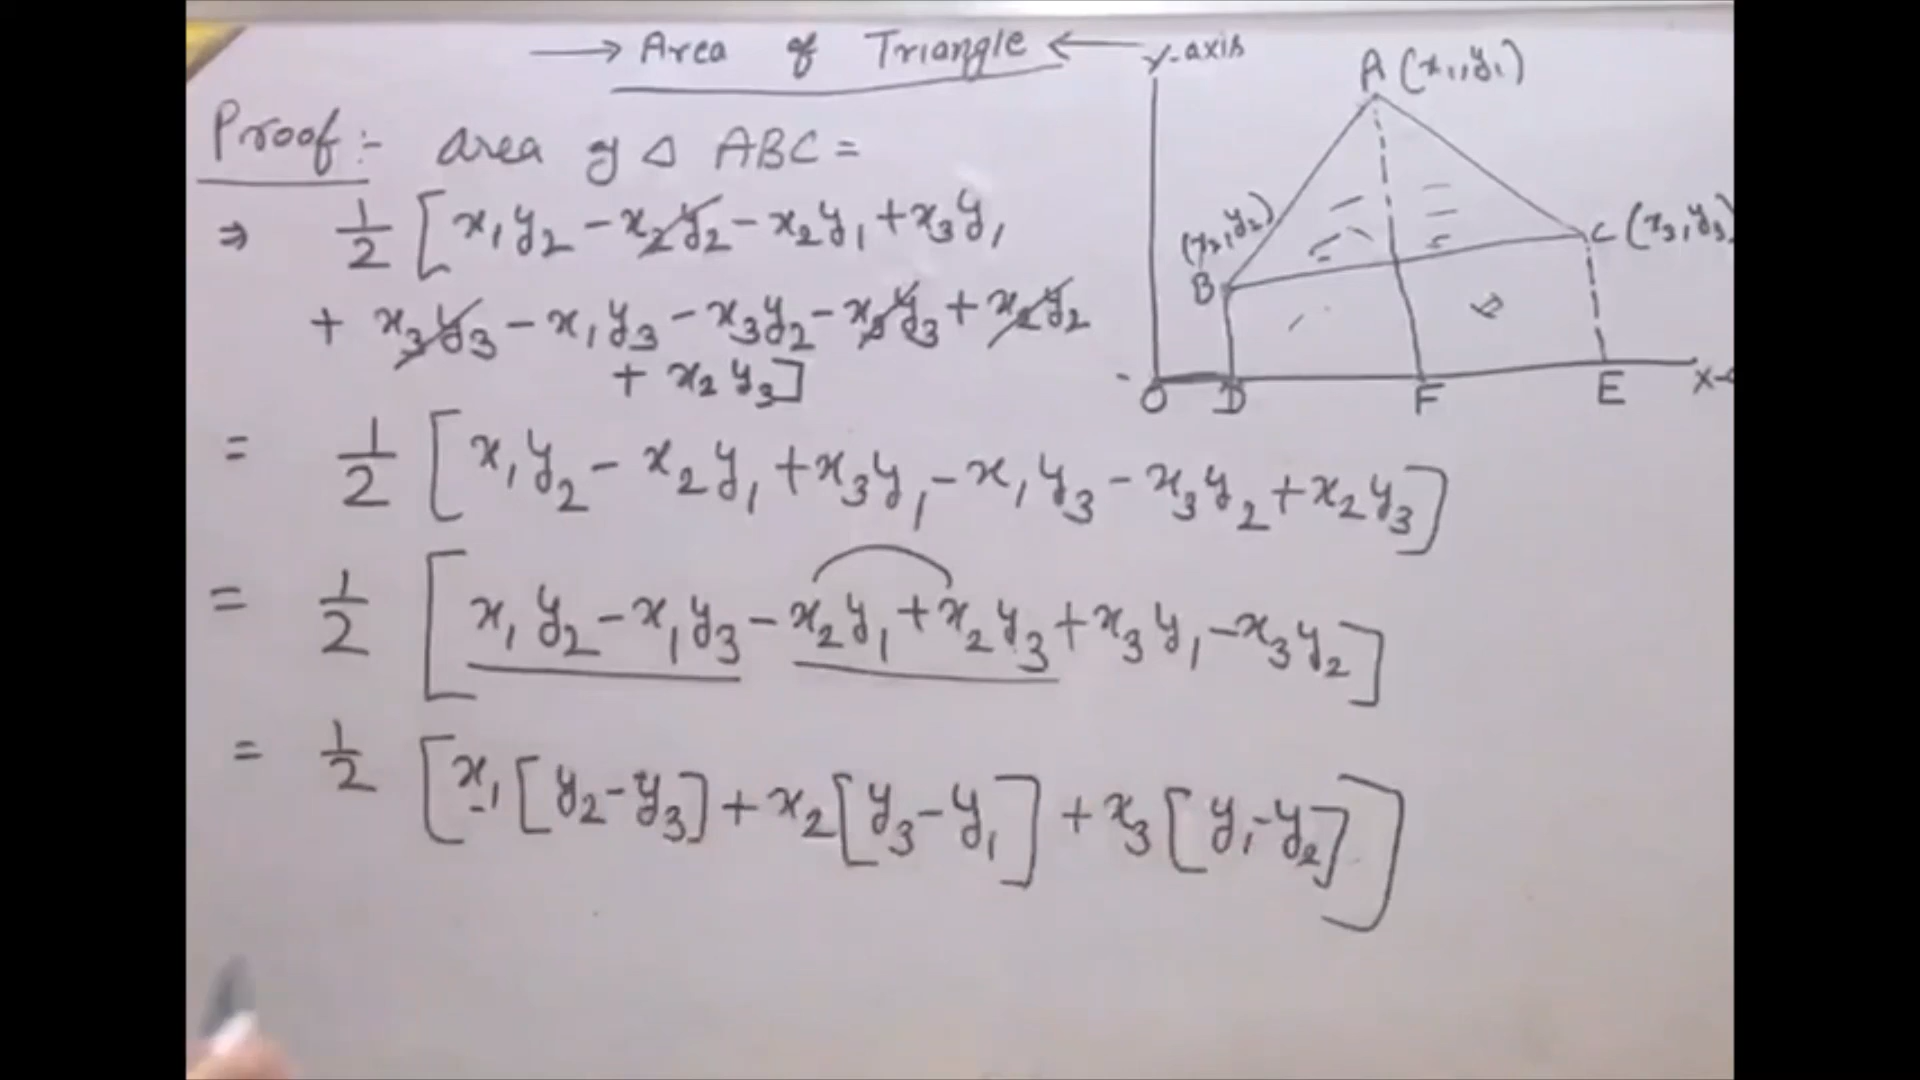 → Area of Triangle ←
Proof :- area of △ ABC =
⇒ 1/2 [x₁y₂ - x₂y₂ - x₂y₁ + x₃y₁
+ x₃y₃ - x₁y₃ - x₃y₂ - x₃y₃ + x₂y₂
+ x₂y₃]
= 1/2 [x₁y₂ - x₂y₁ + x₃y₁ - x₁y₃ - x₃y₂ + x₂y₃]
= 1/2 [x₁y₂ - x₁y₃ - x₂y₁ + x₂y₃ + x₃y₁ - x₃y₂]
= 1/2 [x₁[y₂-y₃] + x₂[y₃-y₁] + x₃[y₁-y₂]]
Y-axis
A (x₁,y₁)
(x₂,y₂)
B
C (x₃,y₃)
O D F E X-